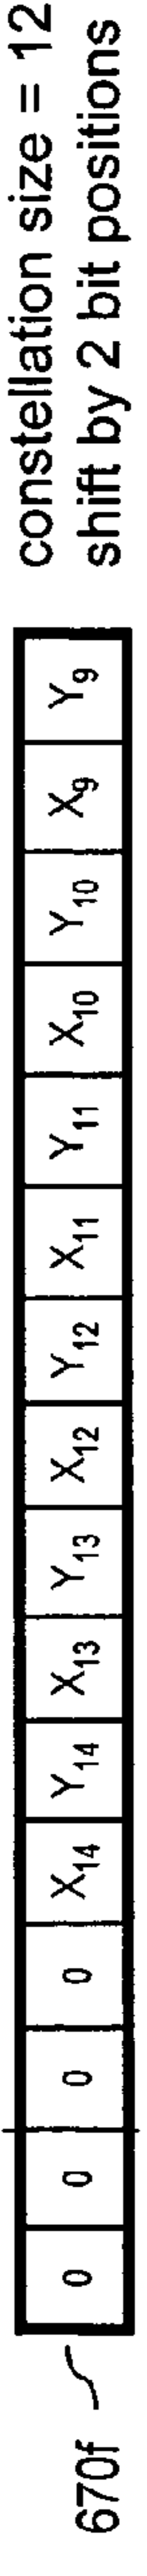 670f
0 0 0 0 X14 Y14 X13 Y13 X12 Y12 X11 Y11 X10 Y10 X9 Y9
constellation size = 12
shift by 2 bit positions